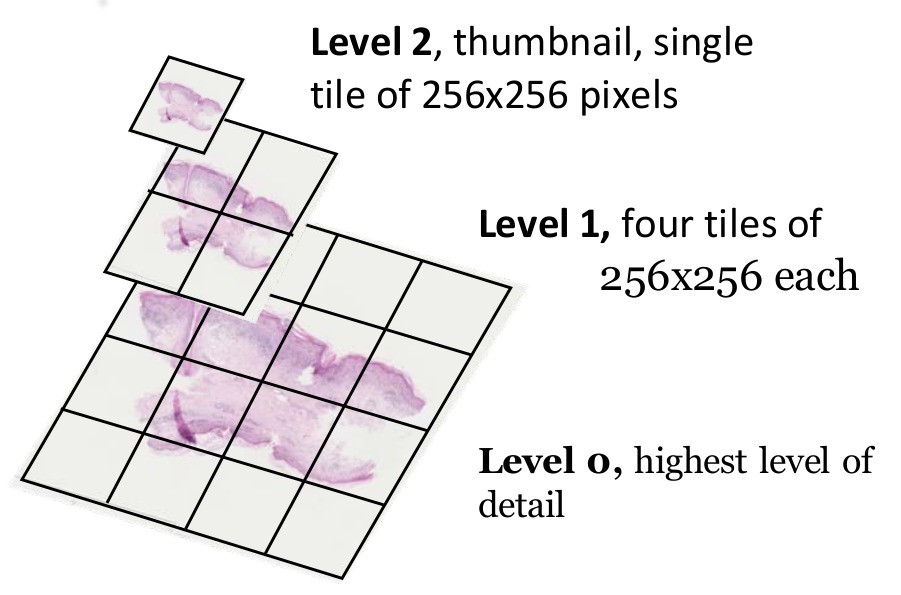 Level 2, thumbnail, single
tile of 256x256 pixels
Level 1, four tiles of
256x256 each
Level 0, highest level of
detail